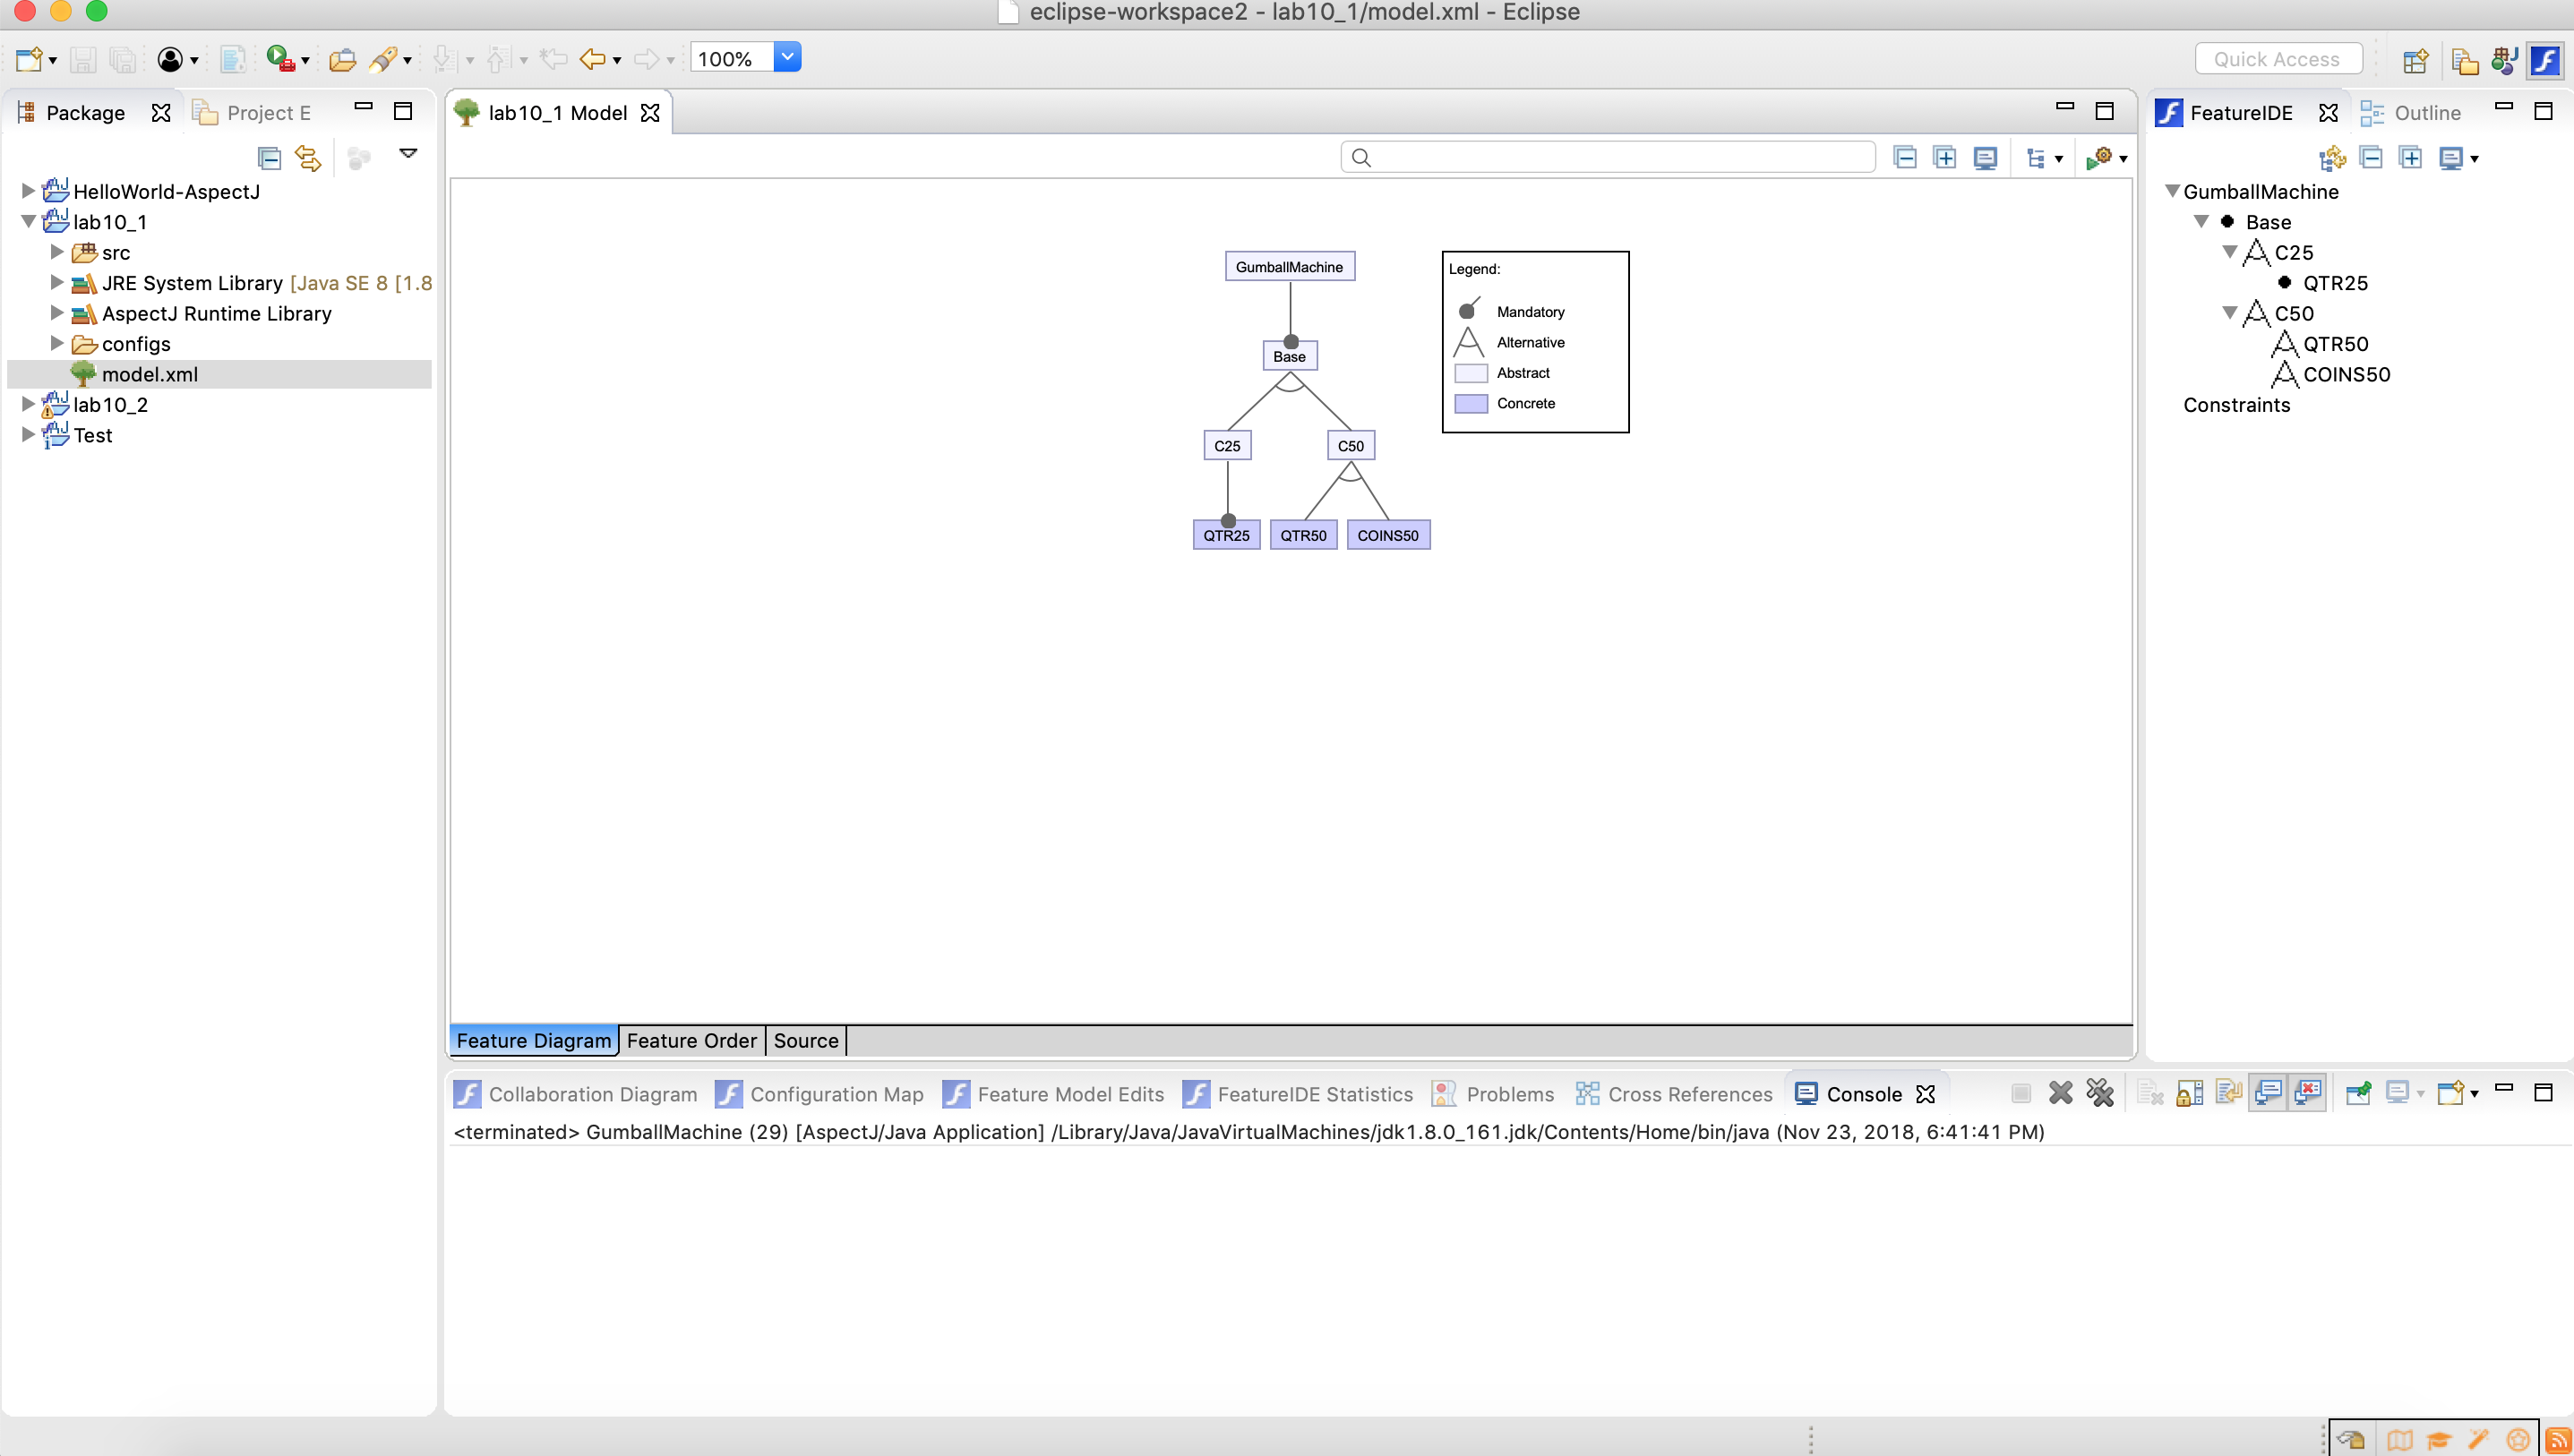 eclipse-workspace2 - lab10_1/model.xml - Eclipse
100%
Quick Access
Package
Project E
HelloWorld-AspectJ
lab10_1
src
JRE System Library [Java SE 8 [1.8
AspectJ Runtime Library
configs
model.xml
lab10_2
Test
lab10_1 Model
GumballMachine
Base
C25
C50
QTR25
QTR50
COINS50
Legend:
Mandatory
Alternative
Abstract
Concrete
Feature Diagram
Feature Order
Source
FeatureIDE
Outline
GumballMachine
Base
C25
QTR25
C50
QTR50
COINS50
Constraints
Collaboration Diagram
Configuration Map
Feature Model Edits
FeatureIDE Statistics
Problems
Cross References
Console
<terminated> GumballMachine (29) [AspectJ/Java Application] /Library/Java/JavaVirtualMachines/jdk1.8.0_161.jdk/Contents/Home/bin/java (Nov 23, 2018, 6:41:41 PM)